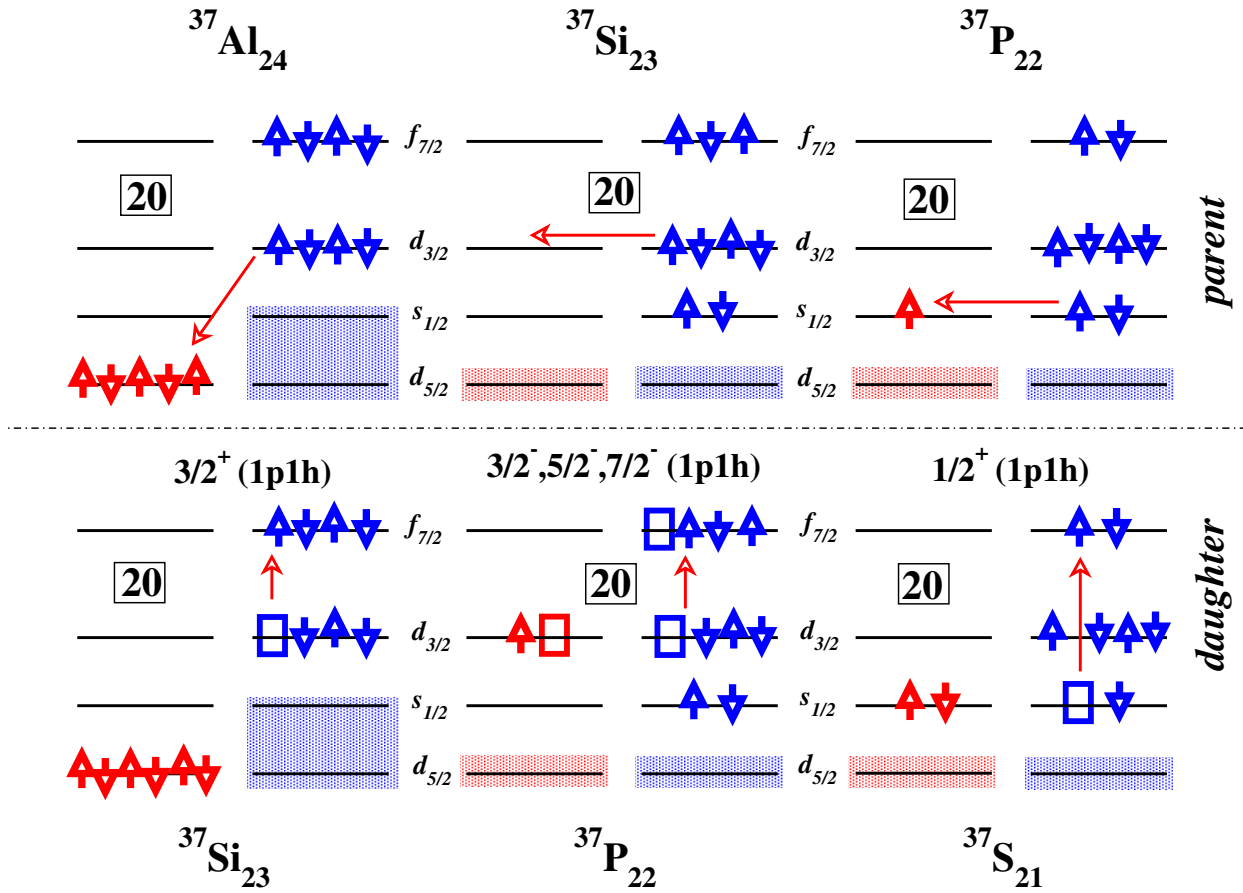 37Al24 37Si23 37P22
f7/2 f7/2
20 20 20
d3/2 d3/2
s1/2 s1/2
d5/2 d5/2
parent
3/2+ (1p1h) 3/2-,5/2-,7/2- (1p1h) 1/2+ (1p1h)
f7/2 f7/2
20 20 20
d3/2 d3/2
s1/2 s1/2
d5/2 d5/2
daughter
37Si23 37P22 37S21